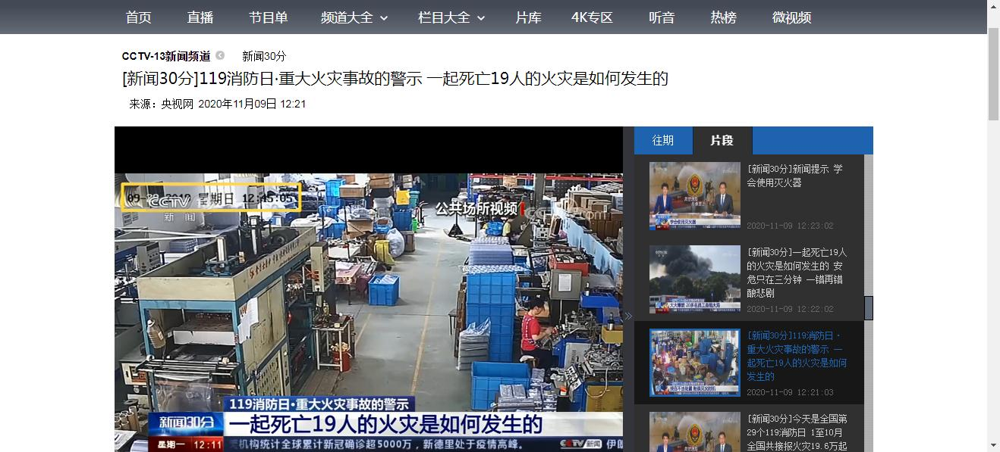 首页 直播 节目单 频道大全 栏目大全 片库 4K专区 听音 热榜 微视频
CCTV-13新闻频道 新闻30分
[新闻30分]119消防日·重大火灾事故的警示 一起死亡19人的火灾是如何发生的
来源：央视网 2020年11月09日 12:21
星期日 12:45:05
CCTV
新闻
公共场所视频
119消防日·重大火灾事故的警示
新闻30分
一起死亡19人的火灾是如何发生的
星期一 12:11
机构统计全球累计新冠确诊超5000万，新德里处于疫情高峰。
CCTV新闻
往期 片段
[新闻30分]新闻提示 学
会使用灭火器
2020-11-09 12:23:02
学会使用灭火器
[新闻30分]一起死亡19人
的火灾是如何发生的 安
危只在三分钟 一错再错
酿悲剧
2020-11-09 12:22:02
[新闻30分]119消防日·
重大火灾事故的警示 一
起死亡19人的火灾是如何
发生的
2020-11-09 12:21:03
[新闻30分]今天是全国第
29个119消防日 1至10月
全国共接报火灾19.6万起